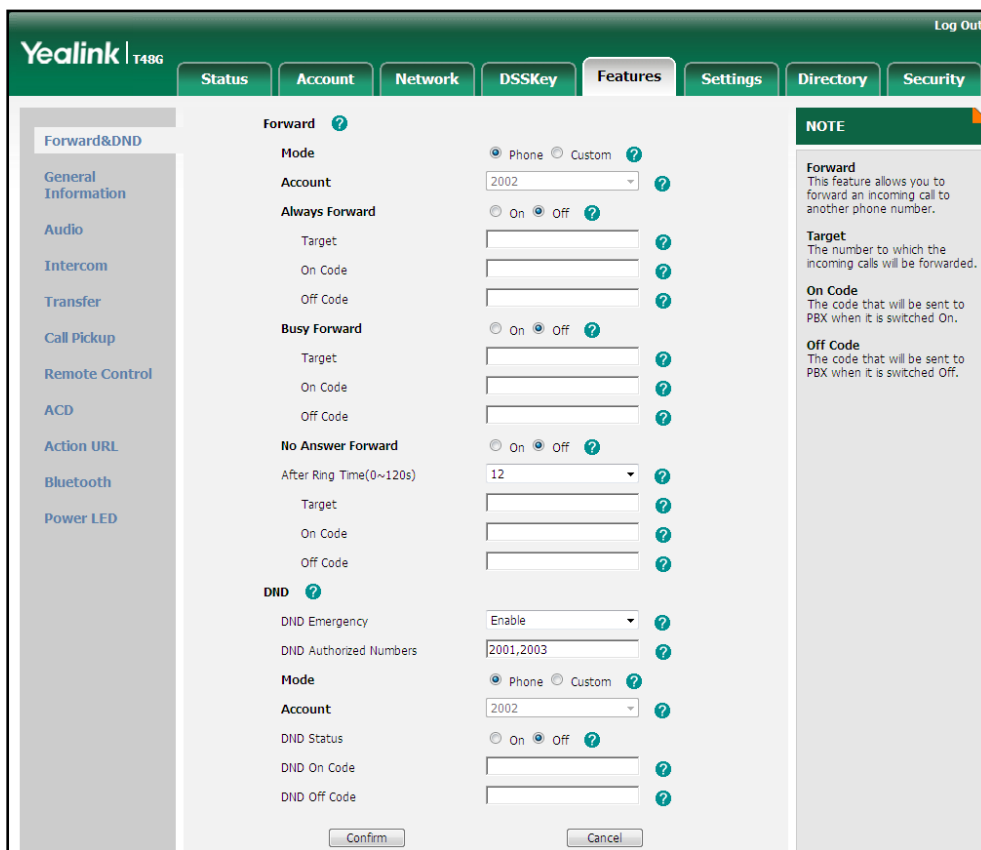 Log Out
Yealink T48G
Status Account Network DSSKey Features Settings Directory Security
Forward&DND
General
Information
Audio
Intercom
Transfer
Call Pickup
Remote Control
ACD
Action URL
Bluetooth
Power LED
Forward ?
Mode Phone Custom ?
Account 2002 ?
Always Forward On Off ?
Target ?
On Code ?
Off Code ?
Busy Forward On Off ?
Target ?
On Code ?
Off Code ?
No Answer Forward On Off ?
After Ring Time(0~120s) 12 ?
Target ?
On Code ?
Off Code ?
DND ?
DND Emergency Enable ?
DND Authorized Numbers 2001,2003 ?
Mode Phone Custom ?
Account 2002 ?
DND Status On Off ?
DND On Code ?
DND Off Code ?
Confirm Cancel
NOTE
Forward
This feature allows you to
forward an incoming call to
another phone number.
Target
The number to which the
incoming calls will be forwarded.
On Code
The code that will be sent to
PBX when it is switched On.
Off Code
The code that will be sent to
PBX when it is switched Off.